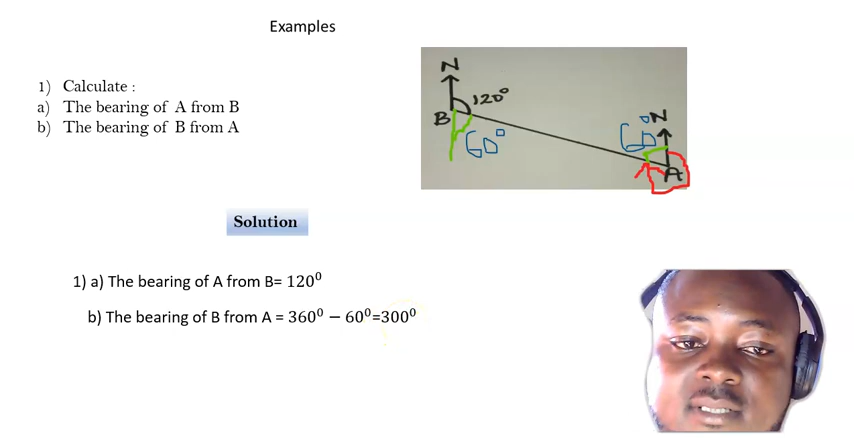 Examples
1) Calculate :
a) The bearing of A from B
b) The bearing of B from A
N
120°
B
60°
N
60°
A
Solution
1) a) The bearing of A from B= 120⁰
b) The bearing of B from A = 360⁰ − 60⁰=300⁰